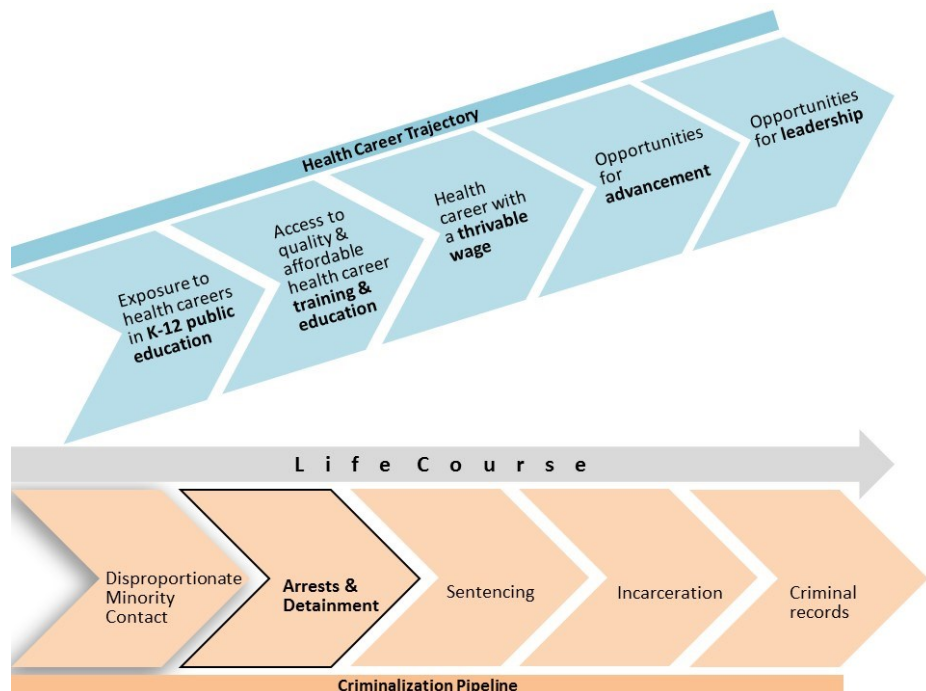 Health Career Trajectory
Exposure to
health careers
in K-12 public
education
Access to
quality &
affordable
health career
training &
education
Health
career with
a thrivable
wage
Opportunities
for
advancement
Opportunities
for leadership
Life Course
Disproportionate
Minority
Contact
Arrests &
Detainment
Sentencing
Incarceration
Criminal
records
Criminalization Pipeline